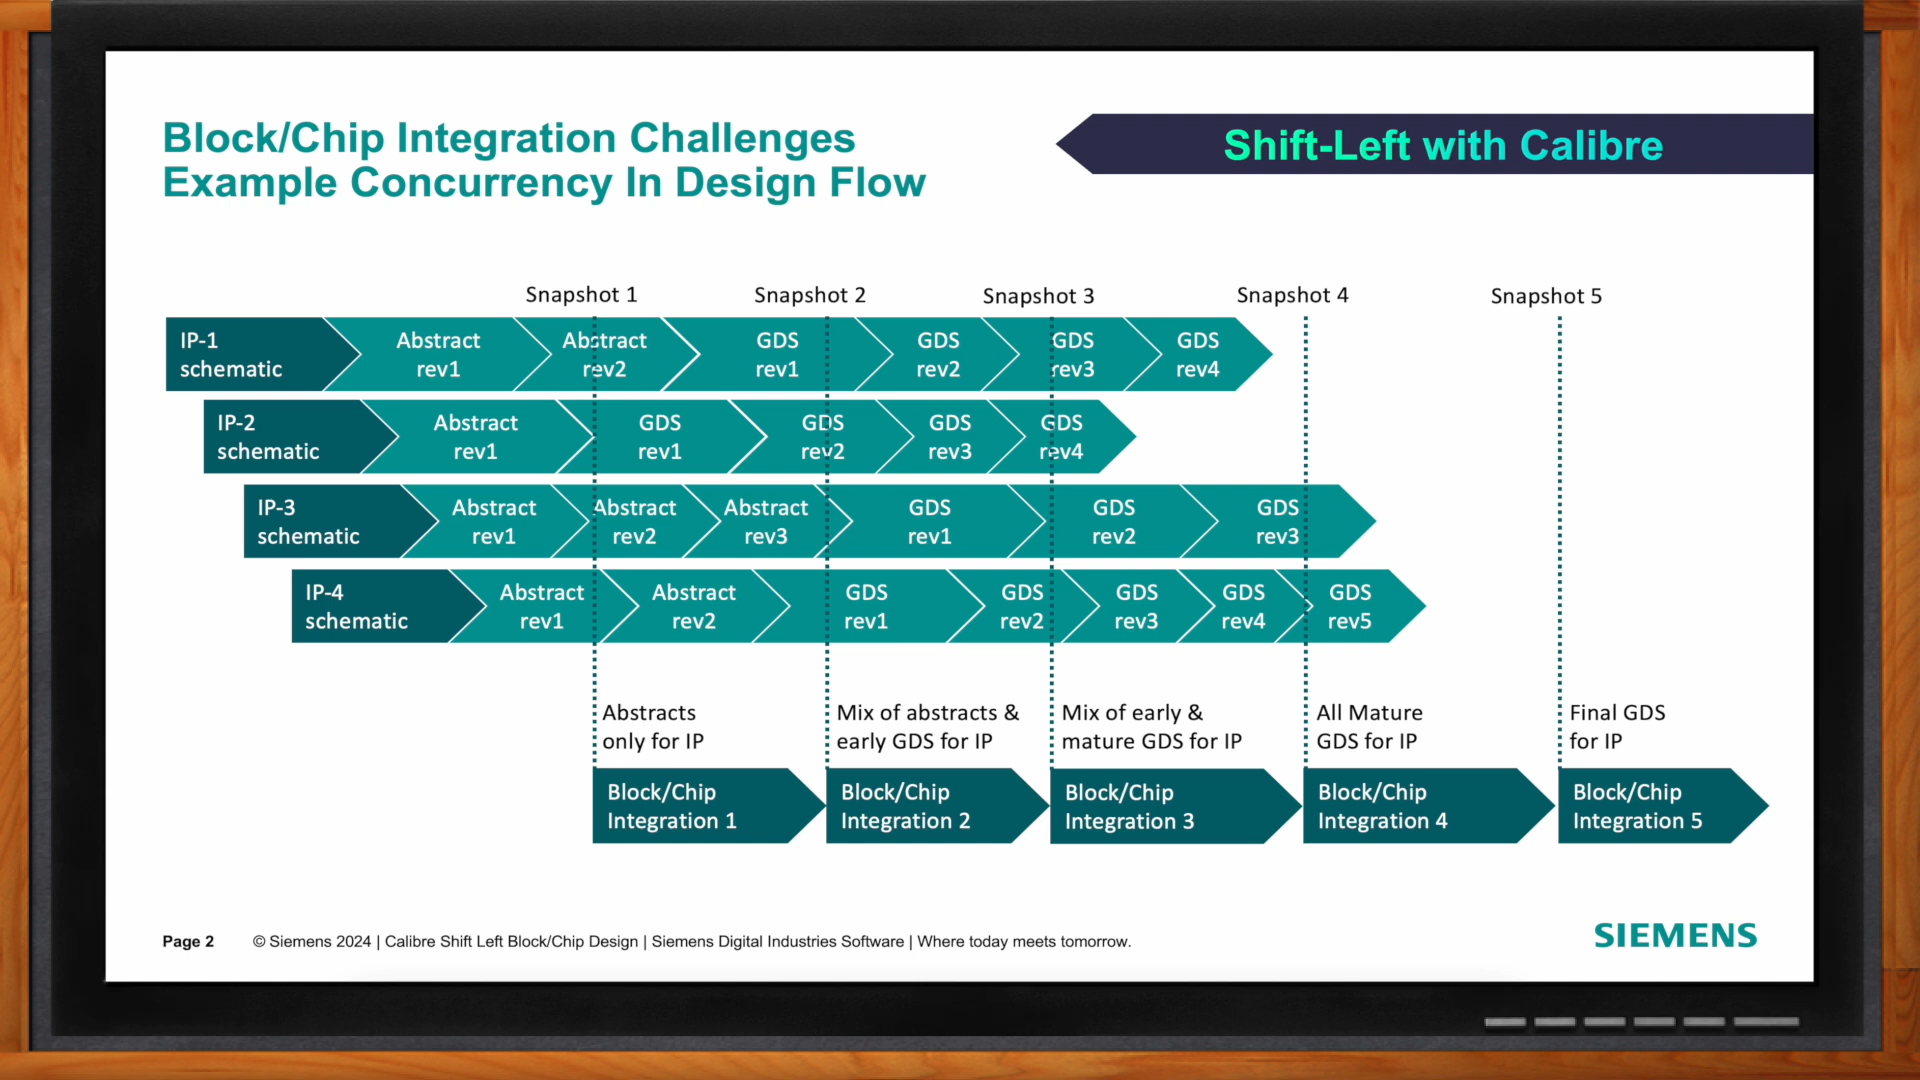 Block/Chip Integration Challenges
Example Concurrency In Design Flow
Shift-Left with Calibre
Snapshot 1
Snapshot 2
Snapshot 3
Snapshot 4
Snapshot 5
IP-1
schematic
Abstract
rev1
Abstract
rev2
GDS
rev1
GDS
rev2
GDS
rev3
GDS
rev4
IP-2
schematic
Abstract
rev1
GDS
rev1
GDS
rev2
GDS
rev3
GDS
rev4
IP-3
schematic
Abstract
rev1
Abstract
rev2
Abstract
rev3
GDS
rev1
GDS
rev2
GDS
rev3
IP-4
schematic
Abstract
rev1
Abstract
rev2
GDS
rev1
GDS
rev2
GDS
rev3
GDS
rev4
GDS
rev5
Abstracts
only for IP
Mix of abstracts &
early GDS for IP
Mix of early &
mature GDS for IP
All Mature
GDS for IP
Final GDS
for IP
Block/Chip
Integration 1
Block/Chip
Integration 2
Block/Chip
Integration 3
Block/Chip
Integration 4
Block/Chip
Integration 5
Page 2
© Siemens 2024 | Calibre Shift Left Block/Chip Design | Siemens Digital Industries Software | Where today meets tomorrow.
SIEMENS